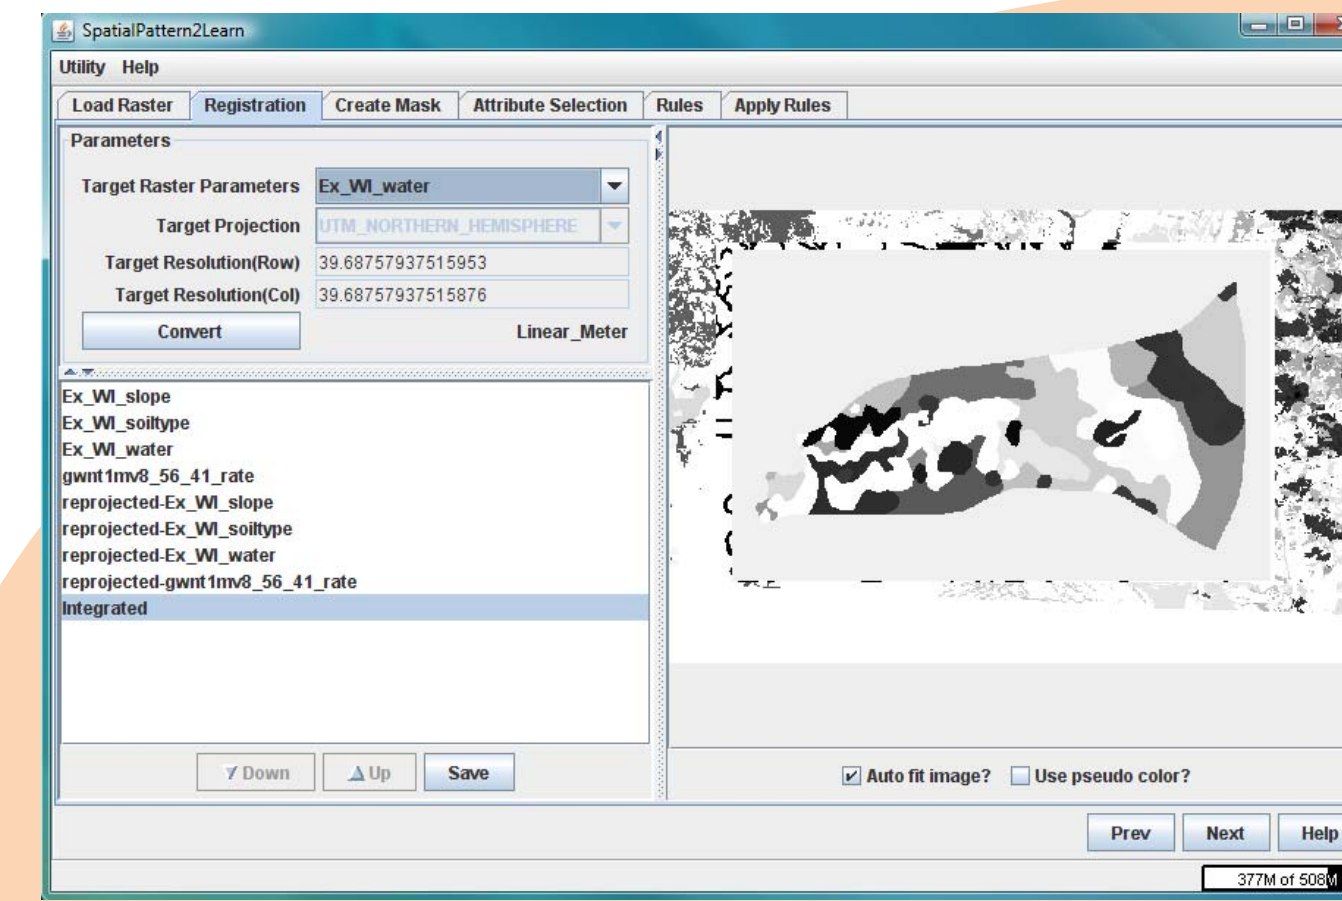 SpatialPattern2Learn
Utility Help
Load Raster Registration Create Mask Attribute Selection Rules Apply Rules
Parameters
Target Raster Parameters Ex_WI_water
Target Projection UTM_NORTHERN_HEMISPHERE
Target Resolution(Row) 39.68757937515953
Target Resolution(Col) 39.68757937515876
Convert Linear_Meter
Ex_WI_slope
Ex_WI_soiltype
Ex_WI_water
gwnt1mv8_56_41_rate
reprojected-Ex_WI_slope
reprojected-Ex_WI_soiltype
reprojected-Ex_WI_water
reprojected-gwnt1mv8_56_41_rate
Integrated
Down Up Save
Auto fit image? Use pseudo color?
Prev Next Help
377M of 508M